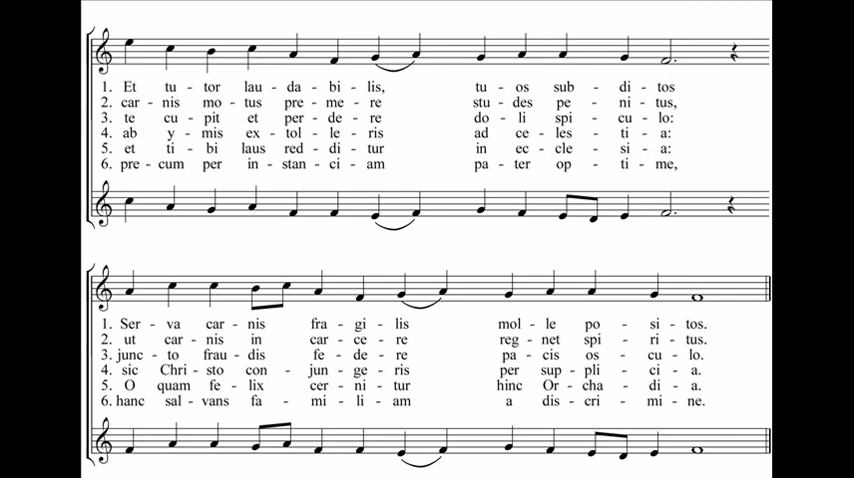 1. Et tu - tor lau - da - bi - lis, tu - os sub - di - tos
2. car - nis mo - tus pre - me - re stu - des pe - ni - tus,
3. te cu - pit et per - de - re do - li spi - cu - lo:
4. ab y - mis ex - tol - le - ris ad ce - les - ti - a:
5. et ti - bi laus red - di - tur in ec - cle - si - a:
6. pre - cum per in - stan - ci - am pa - ter op - ti - me,
1. Ser - va car - nis fra - gi - lis mol - le po - si - tos.
2. ut car - nis in car - ce - re reg - net spi - ri - tus.
3. junc - to frau - dis fe - de - re pa - cis os - cu - lo.
4. sic Chri - sto con - jun - ge - ris per sup - pli - ci - a.
5. O quam fe - lix cer - ni - tur hinc Or - cha - di - a.
6. hanc sal - vans fa - mi - li - am a dis - cri - mi - ne.